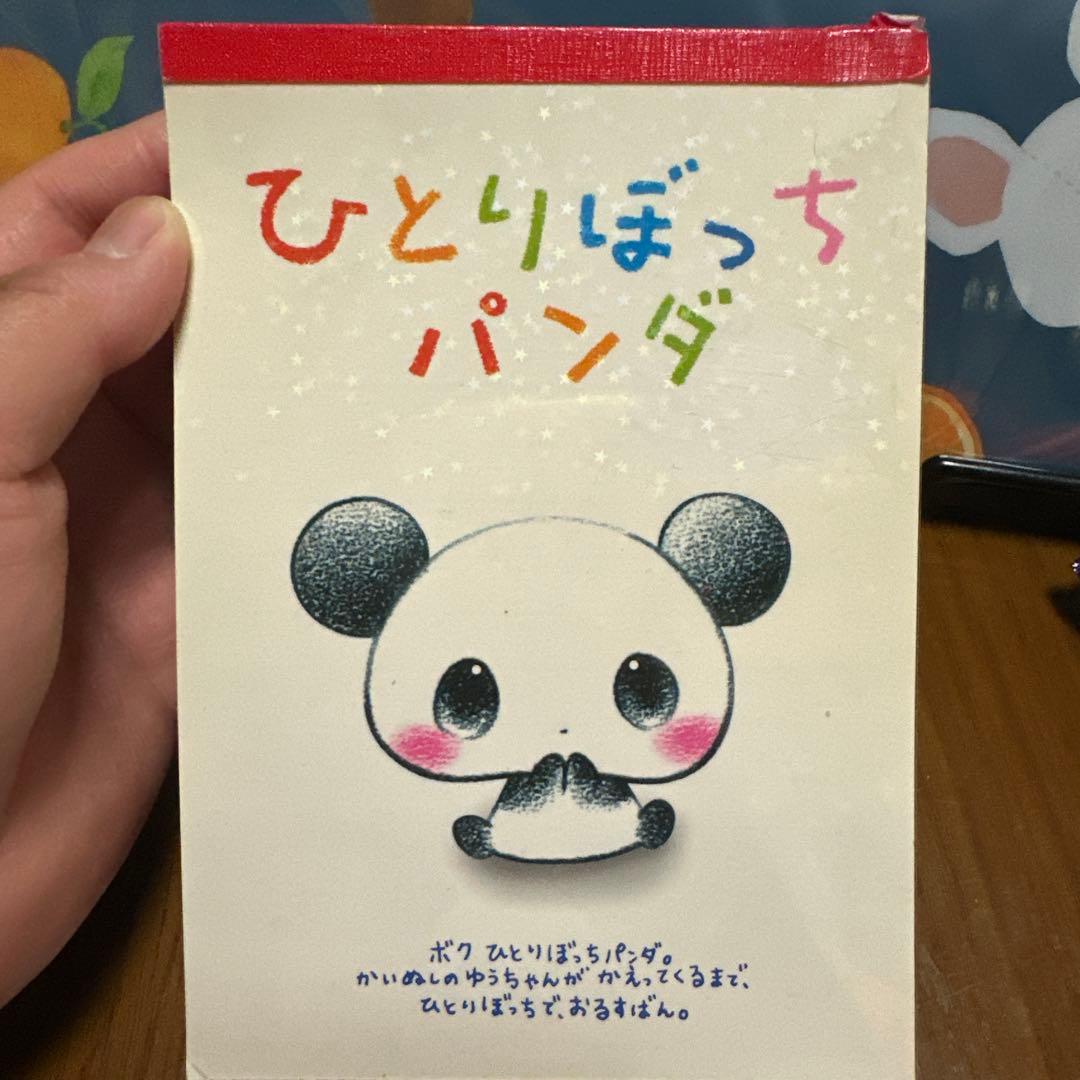 ひとりぼっち
パンダ
ボク ひとりぼっちパンダ。
かいぬしのゆうちゃんが かえってくるまで、
ひとりぼっちで、おるすばん。